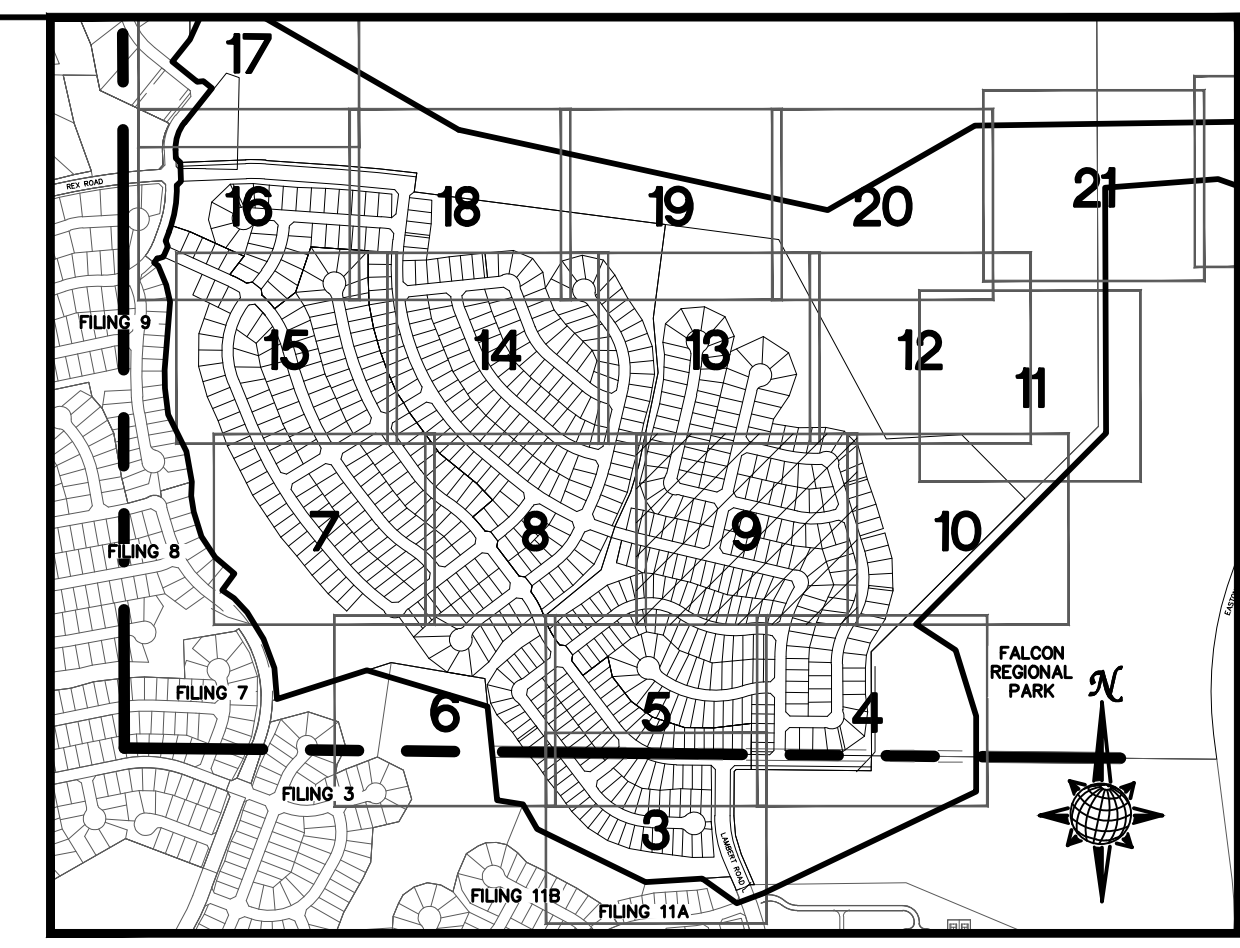 17
REX ROAD
16
18
19
20
21
FILING 9
15
14
13
12
11
7
8
9
10
FILING 8
FALCON
REGIONAL
PARK
N
FILING 7
6
5
4
FILING 3
3
LAMBERT ROAD
FILING 11B
FILING 11A